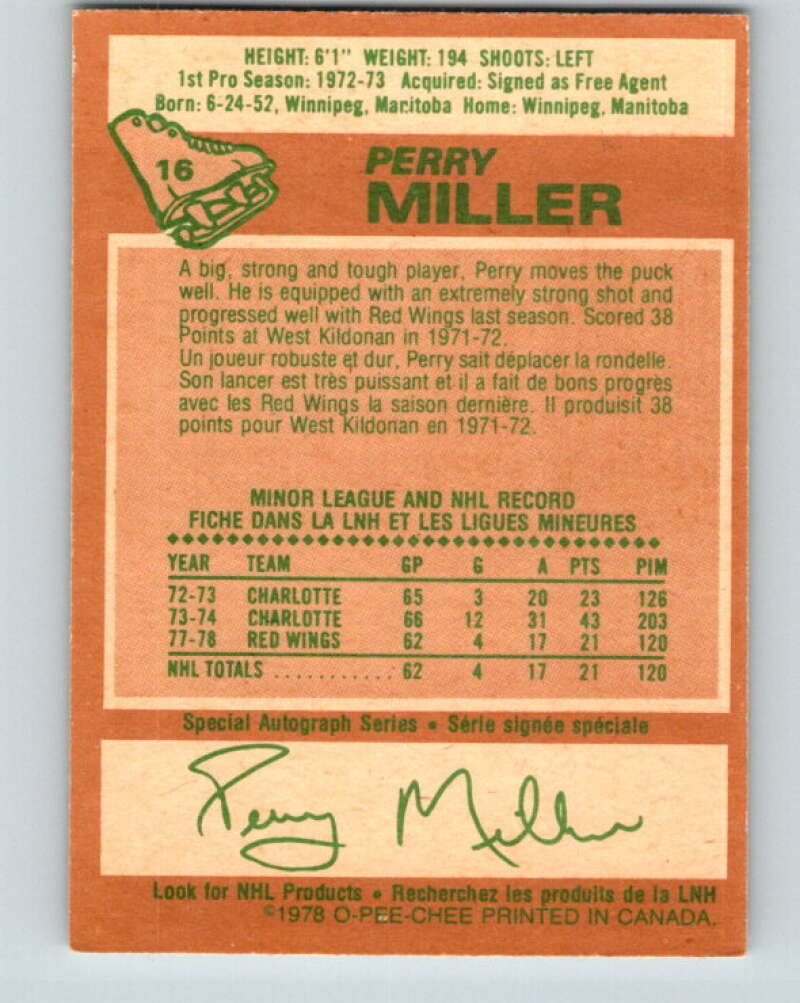 HEIGHT: 6'1" WEIGHT: 194 SHOOTS: LEFT
1st Pro Season: 1972-73 Acquired: Signed as Free Agent
Born: 6-24-52, Winnipeg, Manitoba Home: Winnipeg, Manitoba
16
PERRY
MILLER
A big, strong and tough player, Perry moves the puck
well. He is equipped with an extremely strong shot and
progressed well with Red Wings last season. Scored 38
Points at West Kildonan in 1971-72.
Un joueur robuste et dur, Perry sait déplacer la rondelle.
Son lancer est très puissant et il a fait de bons progrès
avec les Red Wings la saison dernière. Il produisit 38
points pour West Kildonan en 1971-72.
MINOR LEAGUE AND NHL RECORD
FICHE DANS LA LNH ET LES LIGUES MINEURES
YEAR TEAM GP G A PTS PIM
72-73 CHARLOTTE 65 3 20 23 126
73-74 CHARLOTTE 66 12 31 43 203
77-78 RED WINGS 62 4 17 21 120
NHL TOTALS ........... 62 4 17 21 120
Special Autograph Series • Série signée spéciale
Perry Miller
Look for NHL Products • Recherchez les produits de la LNH
©1978 O-PEE-CHEE PRINTED IN CANADA.